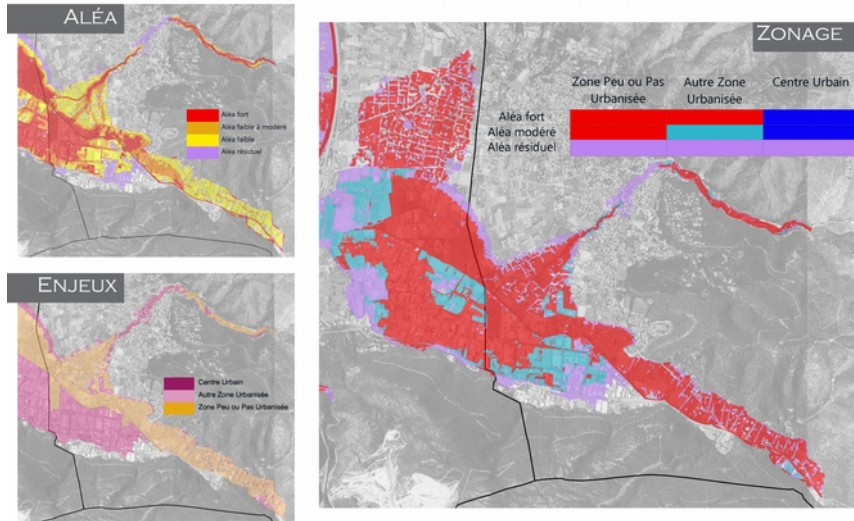 ALÉA
Aléa fort
Aléa faible à modéré
Aléa faible
Aléa résiduel
ENJEUX
Centre Urbain
Autre Zone Urbanisée
Zone Peu ou Pas Urbanisée
ZONAGE
Zone Peu ou Pas Urbanisée
Autre Zone Urbanisée
Centre Urbain
Aléa fort
Aléa modéré
Aléa résiduel